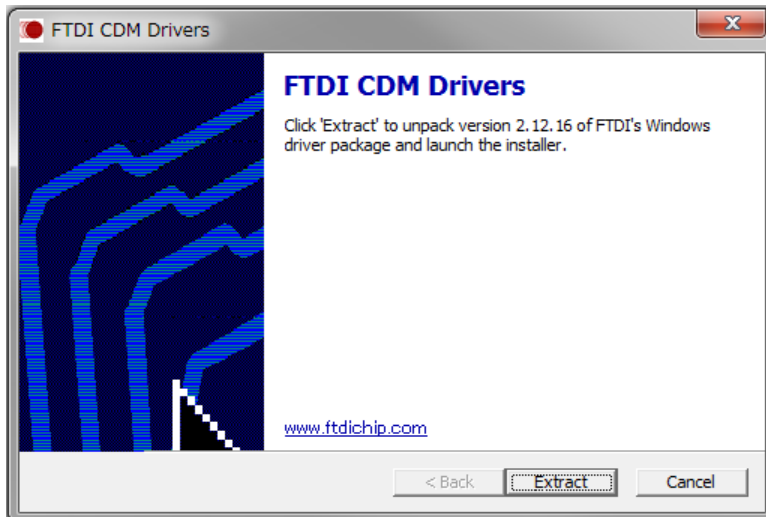 FTDI CDM Drivers
FTDI CDM Drivers
Click 'Extract' to unpack version 2.12.16 of FTDI's Windows
driver package and launch the installer.
www.ftdichip.com
< Back Extract Cancel